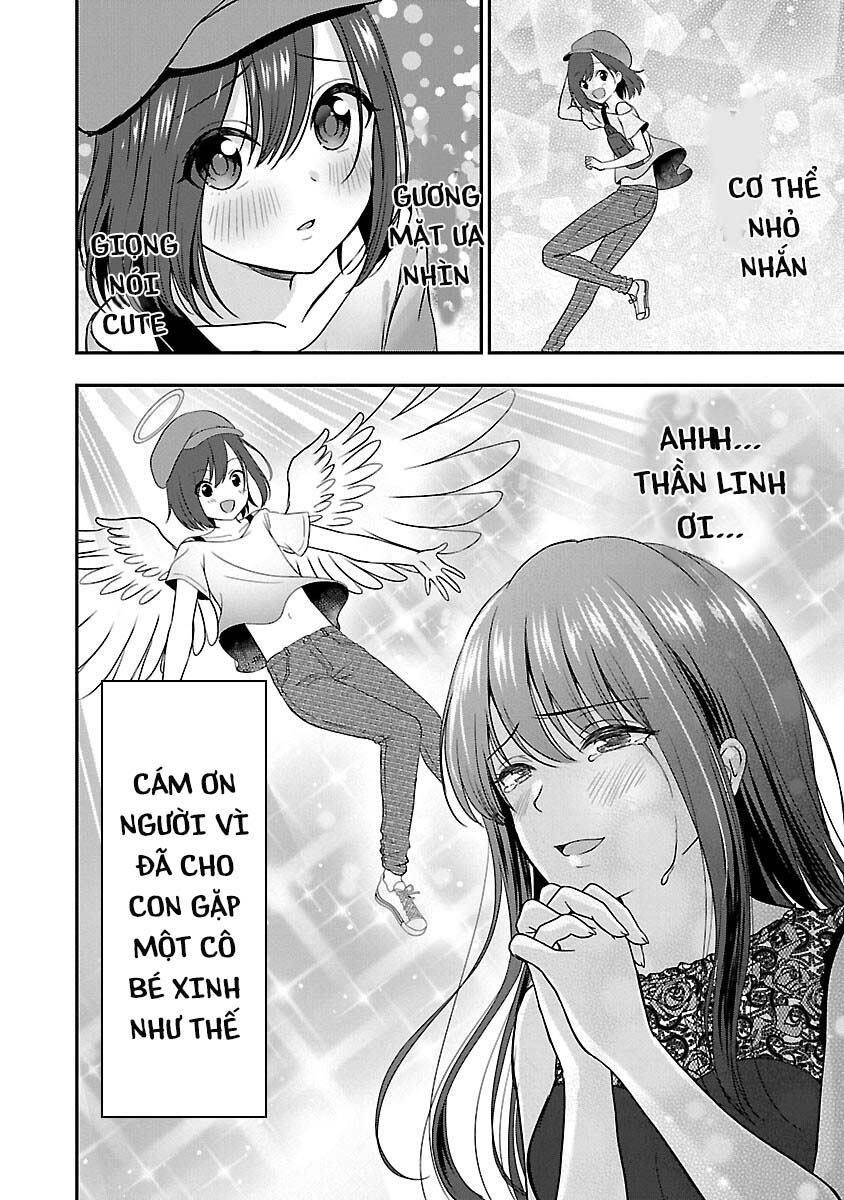 CƠ THỂ
NHỎ
NHẮN
GƯƠNG
MẶT ƯA
NHÌN
GIỌNG
NÓI
CUTE
AHHH...
THẦN LINH
ƠI...
CÁM ƠN
NGƯỜI VÌ
ĐÃ CHO
CON GẶP
MỘT CÔ
BÉ XINH
NHƯ THẾ